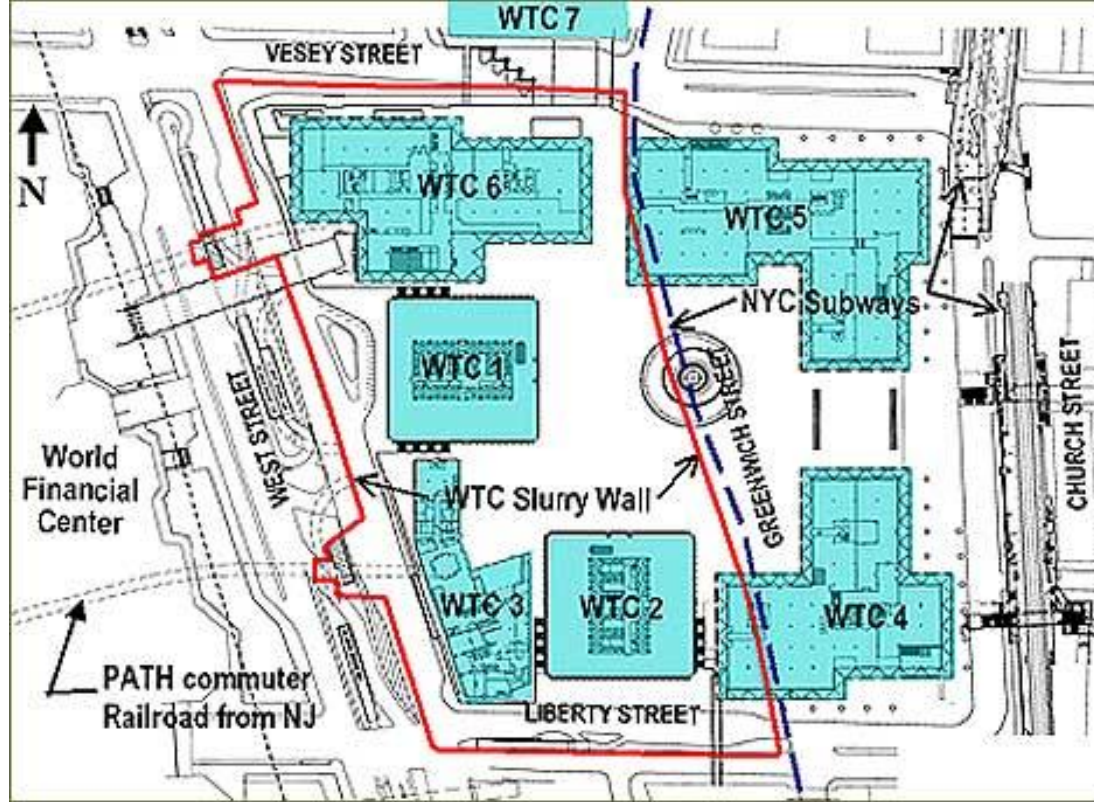 WTC 7
VESEY STREET
N
WTC 6
WTC 5
NYC Subways
WTC 1
GREENWICH STREET
WEST STREET
CHURCH STREET
World
Financial
Center
WTC Slurry Wall
WTC 3
WTC 2
WTC 4
PATH commuter
Railroad from NJ
LIBERTY STREET